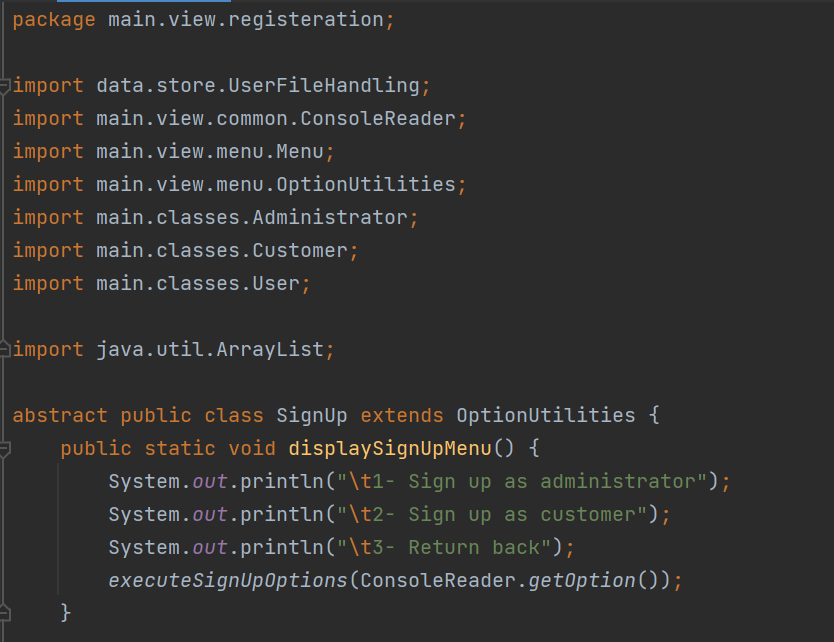 package main.view.registeration;
import data.store.UserFileHandling;
import main.view.common.ConsoleReader;
import main.view.menu.Menu;
import main.view.menu.OptionUtilities;
import main.classes.Administrator;
import main.classes.Customer;
import main.classes.User;
import java.util.ArrayList;
abstract public class SignUp extends OptionUtilities {
    public static void displaySignUpMenu() {
        System.out.println("\t1- Sign up as administrator");
        System.out.println("\t2- Sign up as customer");
        System.out.println("\t3- Return back");
        executeSignUpOptions(ConsoleReader.getOption());
    }